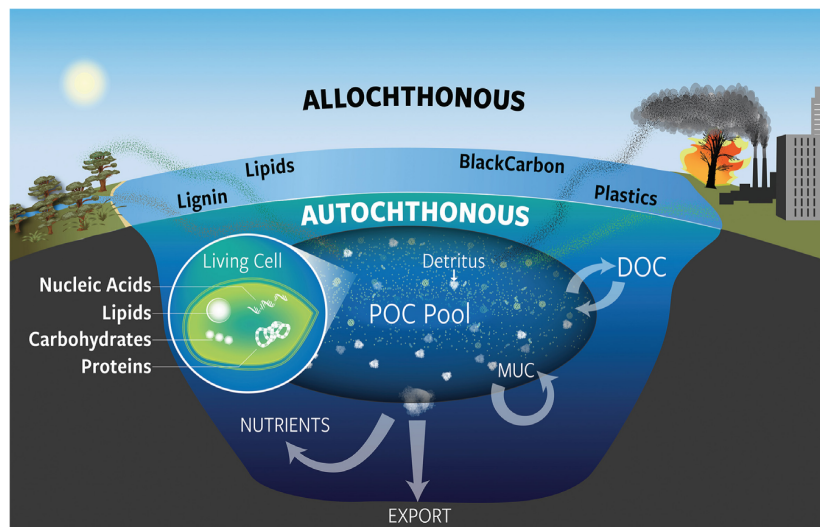 ALLOCHTHONOUS
Lipids
BlackCarbon
Lignin
Plastics
AUTOCHTHONOUS
Living Cell
Detritus
DOC
Nucleic Acids
Lipids
POC Pool
Carbohydrates
Proteins
MUC
NUTRIENTS
EXPORT